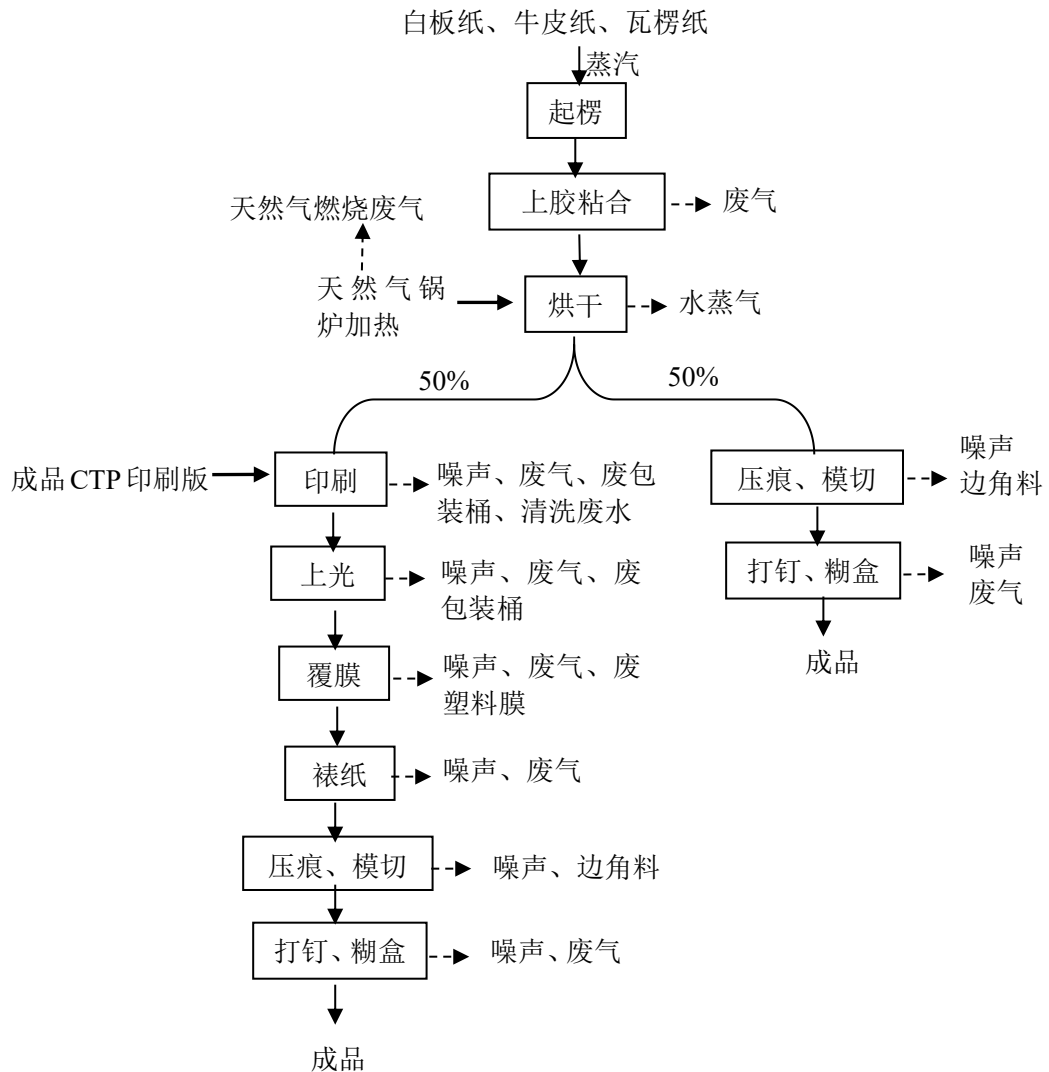 白板纸、牛皮纸、瓦楞纸
蒸汽
起楞
上胶粘合
废气
天然气燃烧废气
天然气锅
炉加热
烘干
水蒸气
50%
50%
成品CTP印刷版
印刷
噪声、废气、废包
装桶、清洗废水
压痕、模切
噪声
边角料
上光
噪声、废气、废
包装桶
打钉、糊盒
噪声
废气
覆膜
噪声、废气、废
塑料膜
成品
裱纸
噪声、废气
压痕、模切
噪声、边角料
打钉、糊盒
噪声、废气
成品